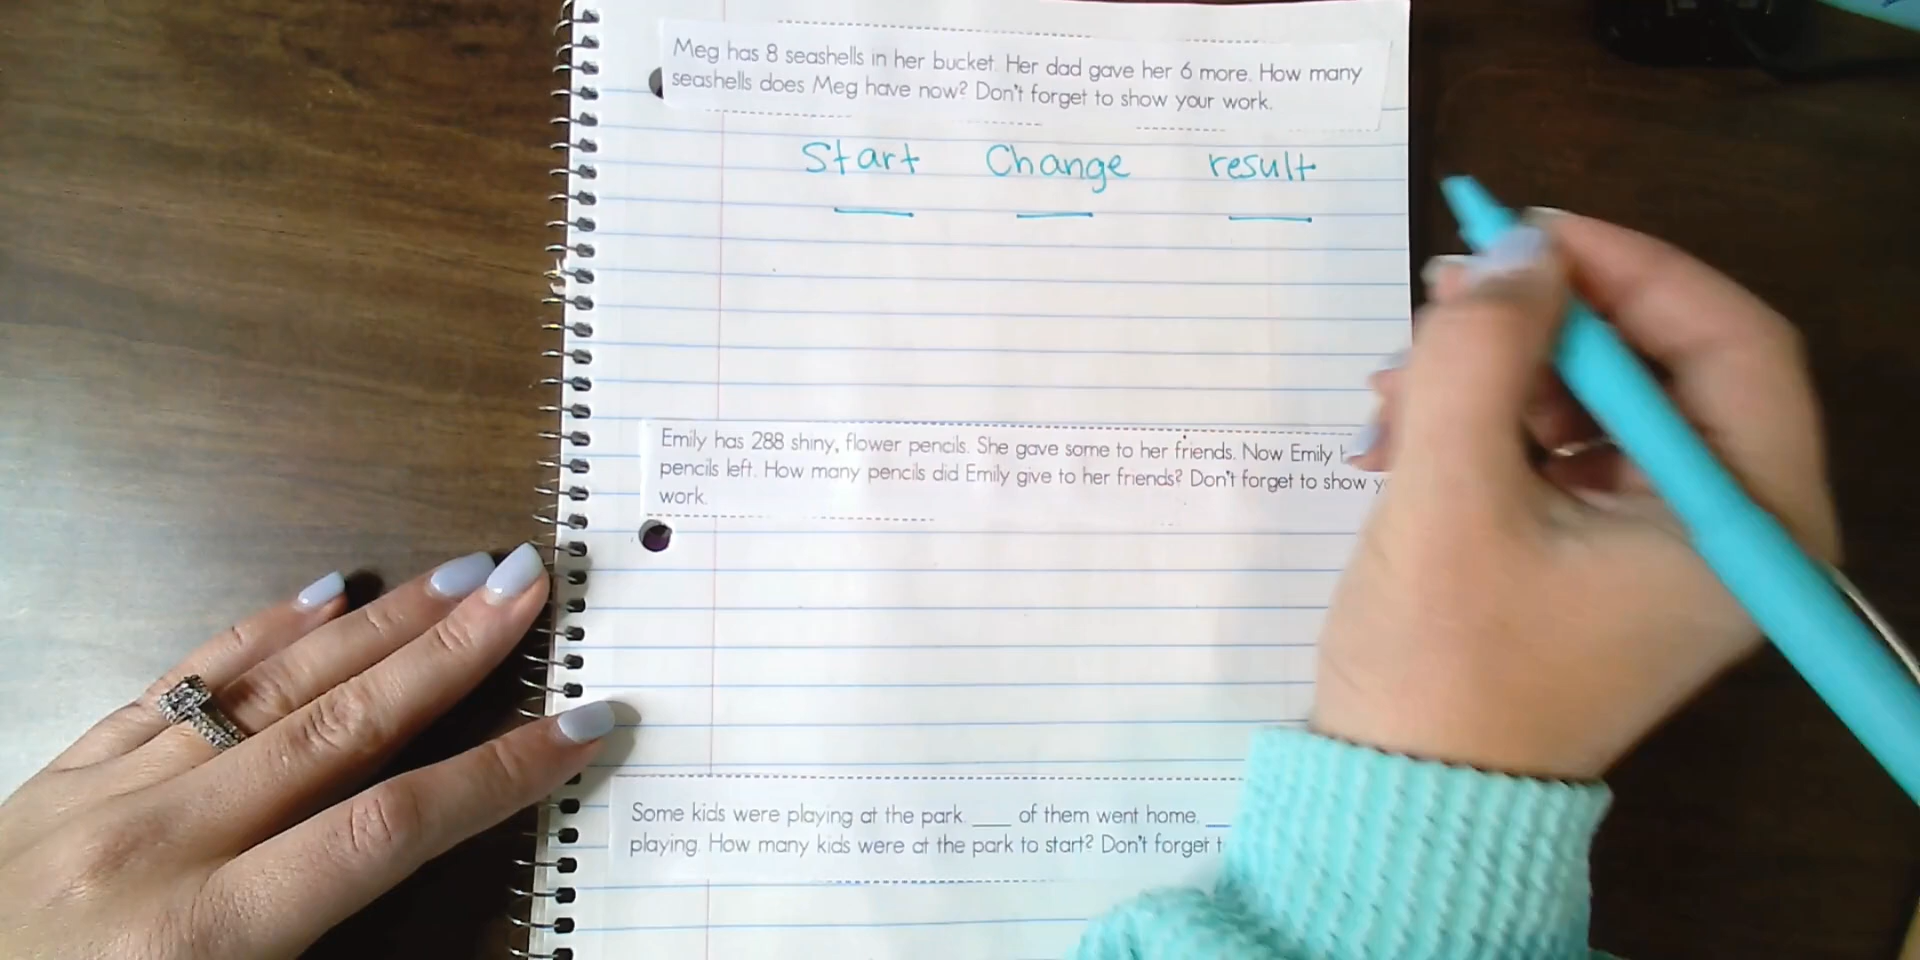 Meg has 8 seashells in her bucket. Her dad gave her 6 more. How many
seashells does Meg have now? Don't forget to show your work.
Start Change result
Emily has 288 shiny, flower pencils. She gave some to her friends. Now Emily
pencils left. How many pencils did Emily give to her friends? Don't forget to show
work.
Some kids were playing at the park. ___ of them went home. __
playing. How many kids were at the park to start? Don't forget